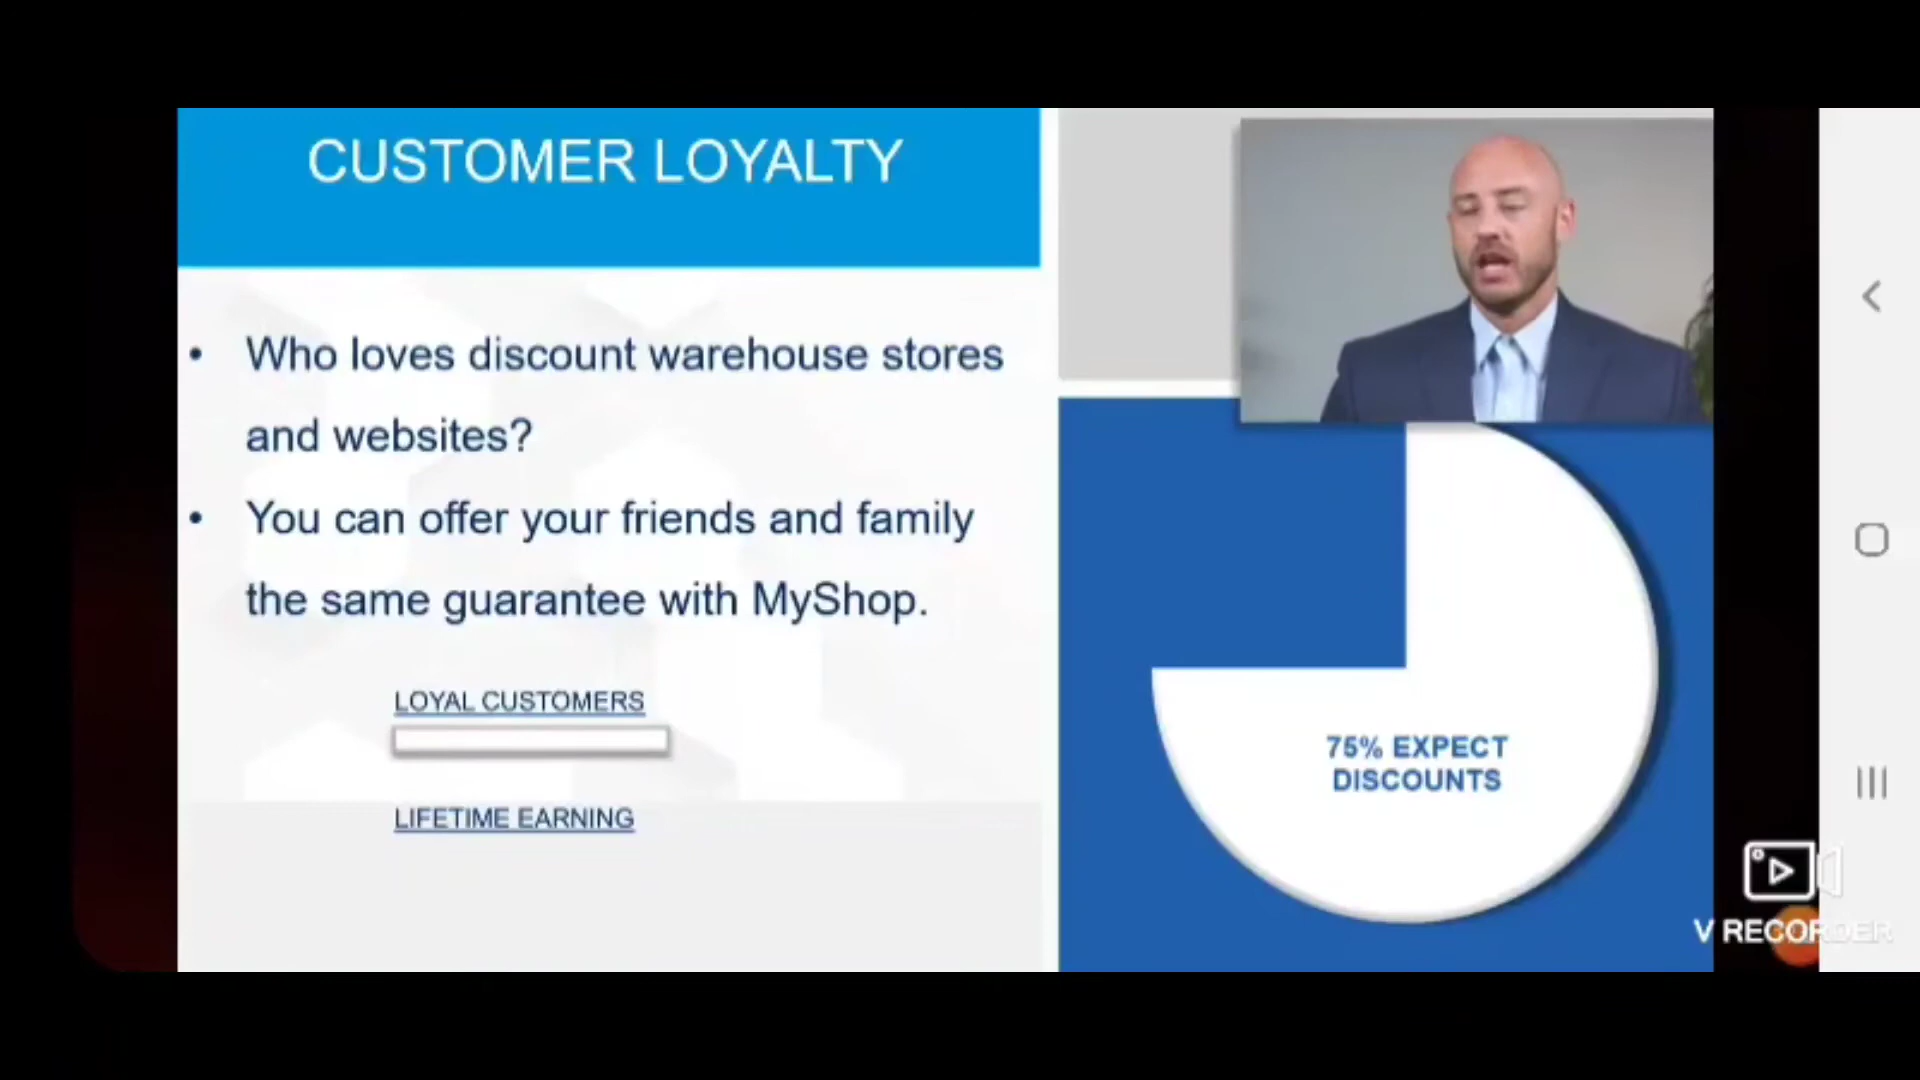 CUSTOMER LOYALTY
• Who loves discount warehouse stores
and websites?
• You can offer your friends and family
the same guarantee with MyShop.
LOYAL CUSTOMERS
LIFETIME EARNING
75% EXPECT
DISCOUNTS
V RECORDER